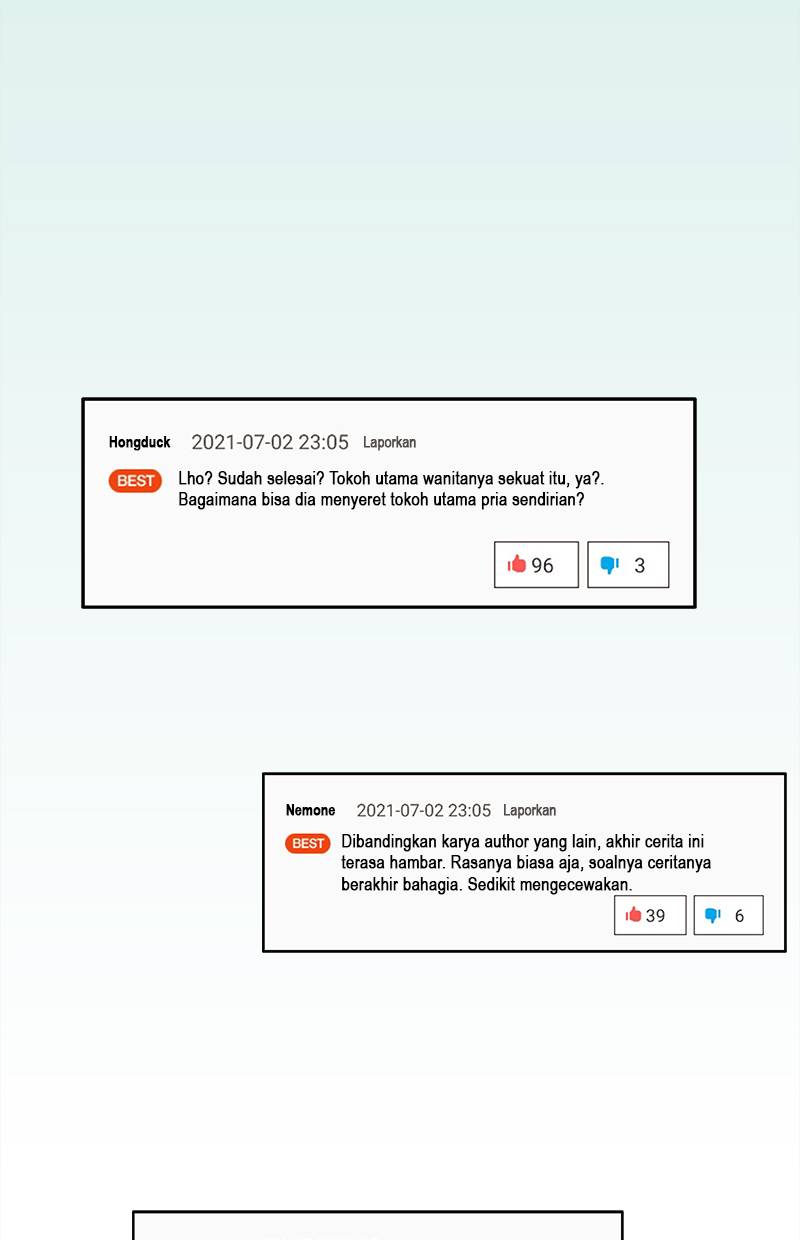 Hongduck 2021-07-02 23:05 Laporkan
BEST Lho? Sudah selesai? Tokoh utama wanitanya sekuat itu, ya?.
Bagaimana bisa dia menyeret tokoh utama pria sendirian?
96 3
Nemone 2021-07-02 23:05 Laporkan
BEST Dibandingkan karya author yang lain, akhir cerita ini
terasa hambar. Rasanya biasa aja, soalnya ceritanya
berakhir bahagia. Sedikit mengecewakan.
39 6